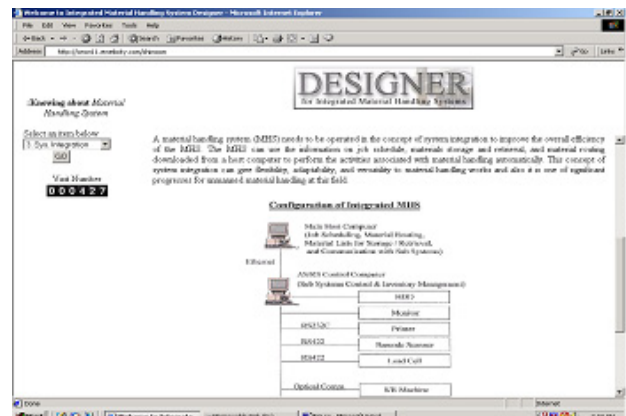 Welcome to Integrated Material Handling System Designer - Microsoft Internet Explorer
File Edit View Favorites Tools Help
Back Search Favorites History
Address Links
DESIGNER
for Integrated Material Handling Systems
Knowing about Material
Handling System
Select an item below
3. Sys. Integration
GO
Visit Number
000427
A material handling system (MHS) needs to be operated in the concept of system integration to improve the overall efficiency
of the MHS. The MHS can use the information on job schedule, materials storage and retrieval, and material routing
downloaded from a host computer to perform the activities associated with material handling automatically. This concept of
system integration can give flexibility, adaptability, and versatility to material handling works and also it is one of significant
progresses for unmanned material handling at the field.
Configuration of Integrated MHS
Main Host Computer
(Job Scheduling, Material Routing,
Material Lists for Storage / Retrieval,
and Communication with Sub Systems)
Ethernet
AS/RS Control Computer
(Sub Systems Control & Inventory Management)
Monitor
RS232C Printer
RS422 Barcode Scanner
RS422 Load Cell
Optical Comm. S/R Machine
Done Internet